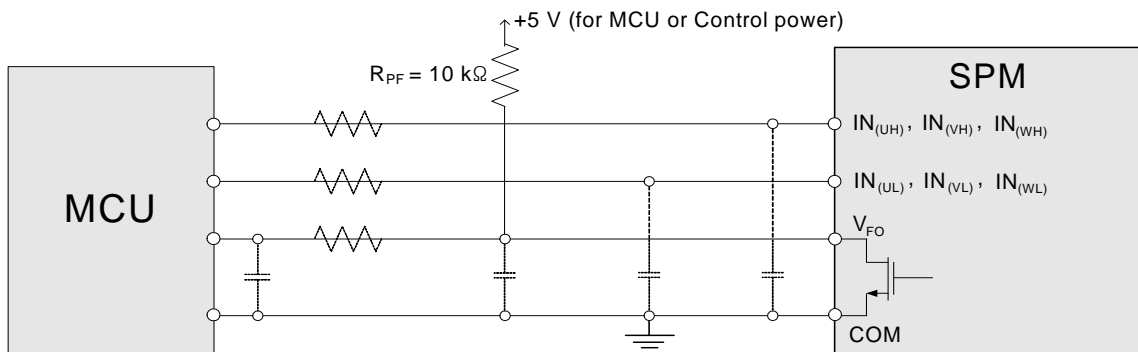 +5 V (for MCU or Control power)
R_PF = 10 kΩ
SPM
IN_(UH), IN_(VH), IN_(WH)
MCU
IN_(UL), IN_(VL), IN_(WL)
V_FO
COM